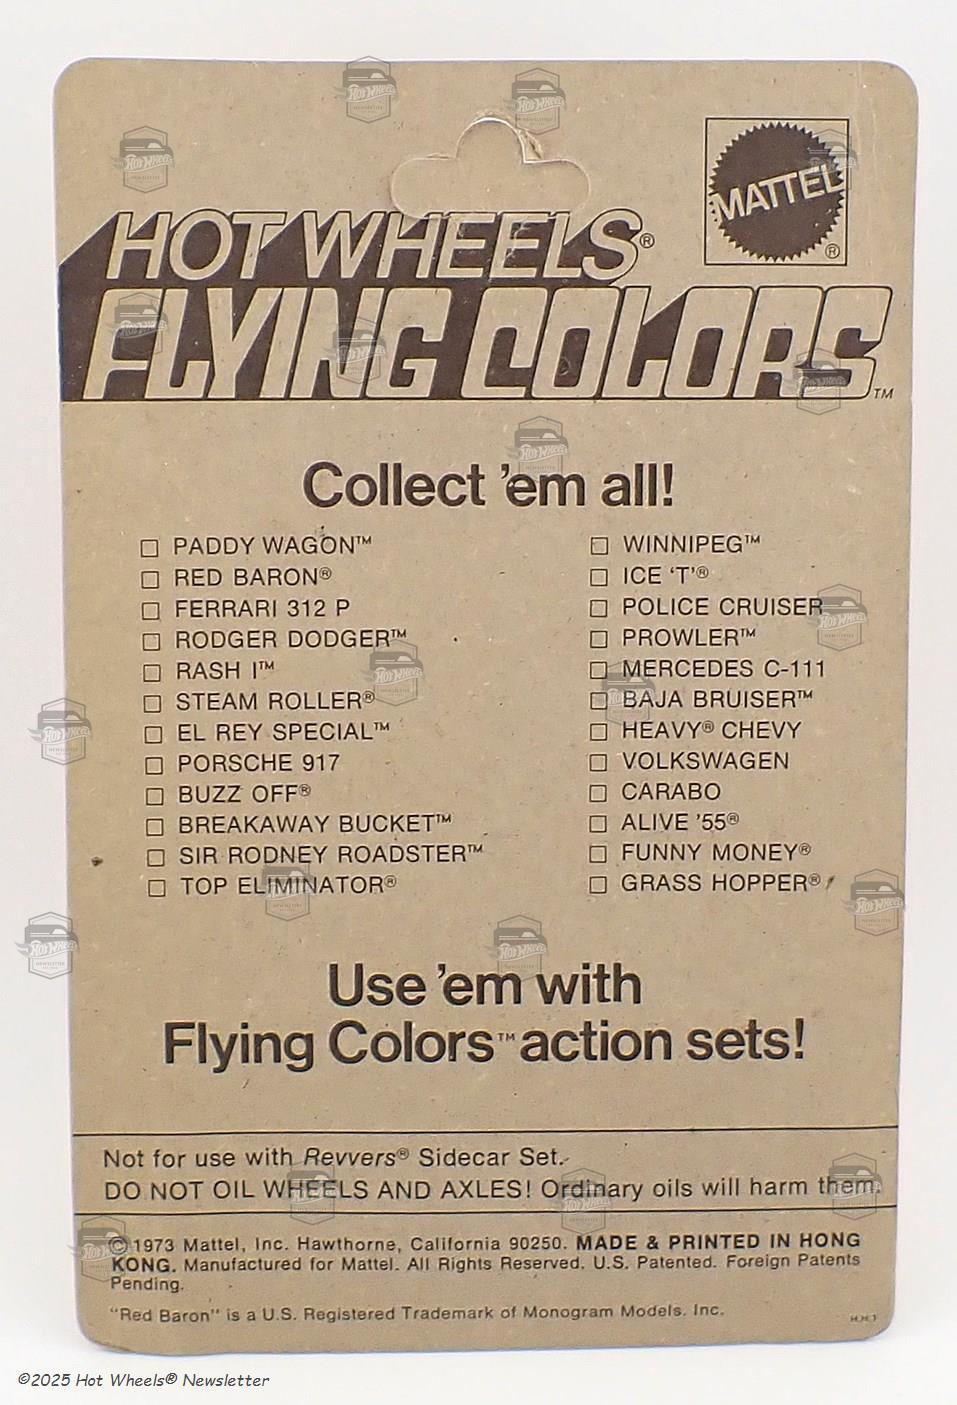 MATTEL
®
HOT WHEELS®
FLYING COLORS™
Collect 'em all!
☐ PADDY WAGON™
☐ RED BARON®
☐ FERRARI 312 P
☐ RODGER DODGER™
☐ RASH I™
☐ STEAM ROLLER®
☐ EL REY SPECIAL™
☐ PORSCHE 917
☐ BUZZ OFF®
☐ BREAKAWAY BUCKET™
☐ SIR RODNEY ROADSTER™
☐ TOP ELIMINATOR®
☐ WINNIPEG™
☐ ICE 'T'®
☐ POLICE CRUISER
☐ PROWLER™
☐ MERCEDES C-111
☐ BAJA BRUISER™
☐ HEAVY® CHEVY
☐ VOLKSWAGEN
☐ CARABO
☐ ALIVE '55®
☐ FUNNY MONEY®
☐ GRASS HOPPER®
Use 'em with
Flying Colors™ action sets!
Not for use with Revvers® Sidecar Set.
DO NOT OIL WHEELS AND AXLES! Ordinary oils will harm them.
© 1973 Mattel, Inc. Hawthorne, California 90250. MADE & PRINTED IN HONG
KONG. Manufactured for Mattel. All Rights Reserved. U.S. Patented. Foreign Patents
Pending.
"Red Baron" is a U.S. Registered Trademark of Monogram Models, Inc.
©2025 Hot Wheels® Newsletter